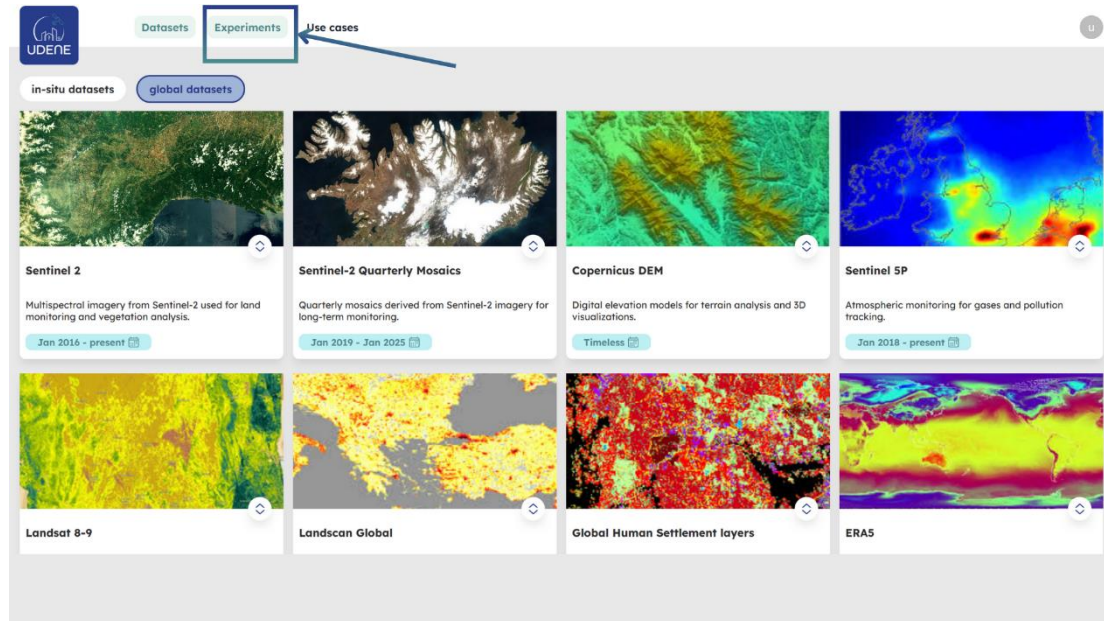 UDENE
Datasets
Experiments
Use cases
u
in-situ datasets
global datasets
Sentinel 2
Multispectral imagery from Sentinel-2 used for land
monitoring and vegetation analysis.
Jan 2016 - present
Sentinel-2 Quarterly Mosaics
Quarterly mosaics derived from Sentinel-2 imagery for
long-term monitoring.
Jan 2019 - Jan 2025
Copernicus DEM
Digital elevation models for terrain analysis and 3D
visualizations.
Timeless
Sentinel 5P
Atmospheric monitoring for gases and pollution
tracking.
Jan 2018 - present
Landsat 8-9
Landscan Global
Global Human Settlement layers
ERA5